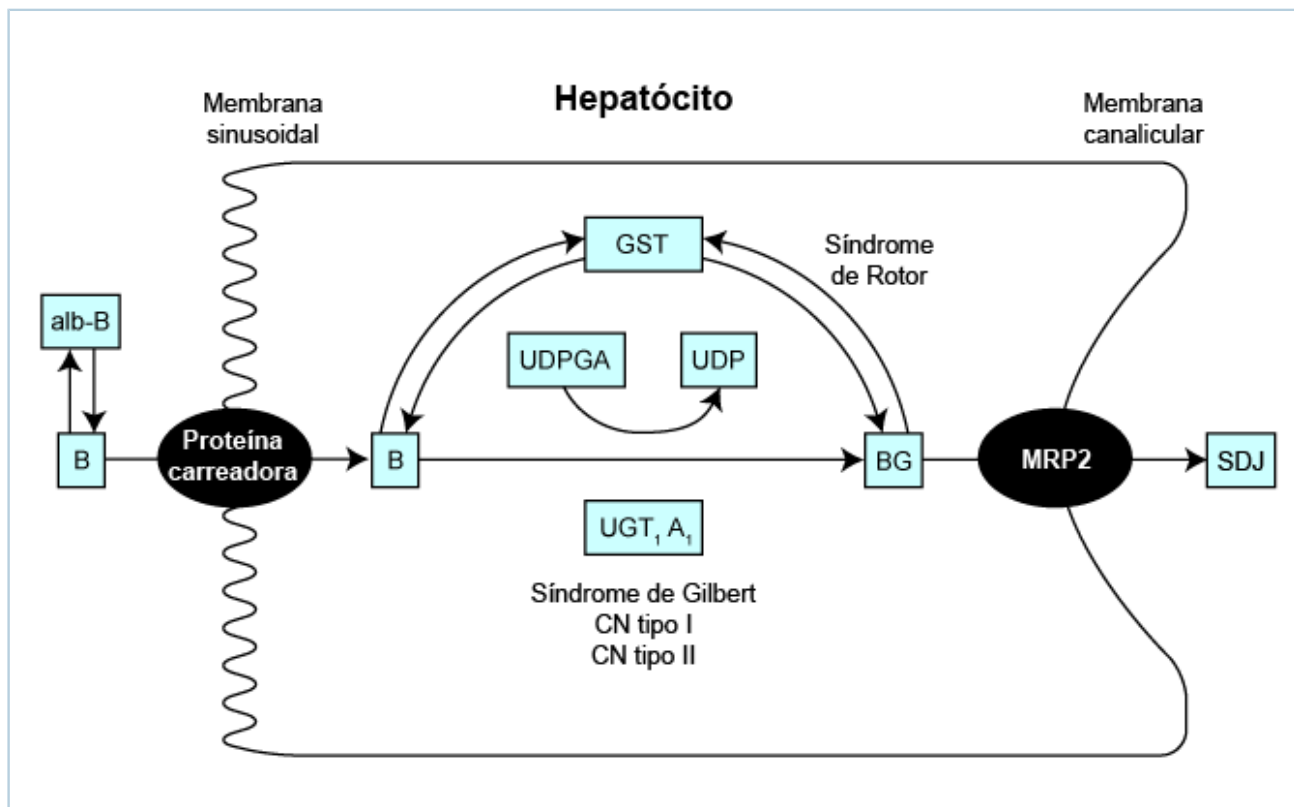 Hepatócito
Membrana
sinusoidal
Membrana
canalicular
GST
Síndrome
de Rotor
alb-B
UDPGA
UDP
B
Proteína
carreadora
B
BG
MRP2
SDJ
UGT₁ A₁
Síndrome de Gilbert
CN tipo I
CN tipo II